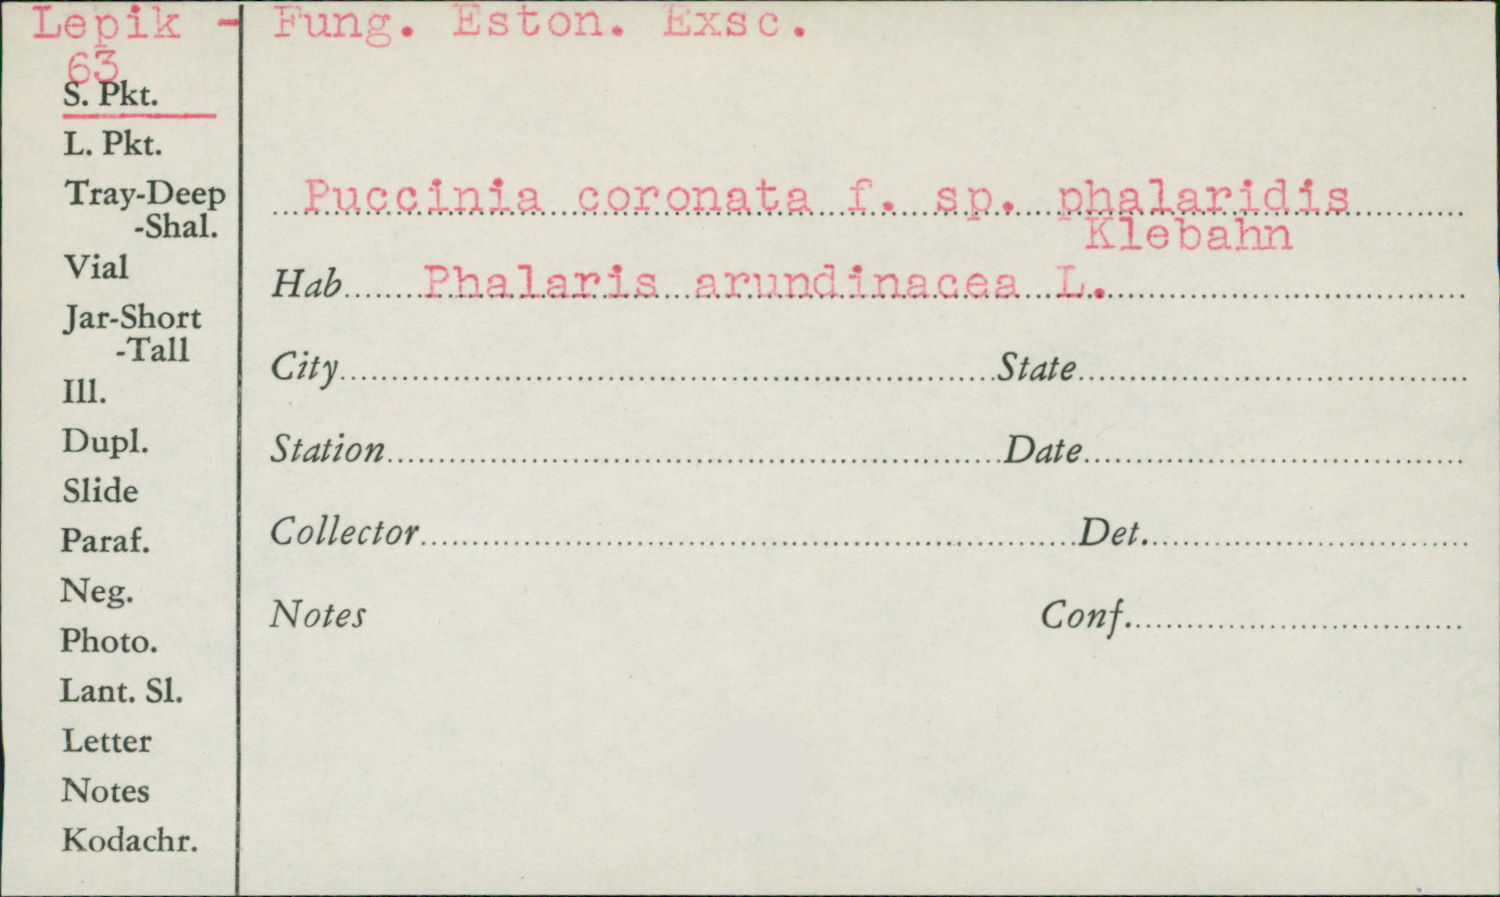 Lepik - Fung. Eston. Exsc.
63
S. Pkt.
L. Pkt.
Tray-Deep
-Shal.
Vial
Jar-Short
-Tall
Ill.
Dupl.
Slide
Paraf.
Neg.
Photo.
Lant. Sl.
Letter
Notes
Kodachr.
Puccinia coronata f. sp. phalaridis
Klebahn
Hab Phalaris arundinacea L.
City State
Station Date
Collector Det.
Notes Conf.